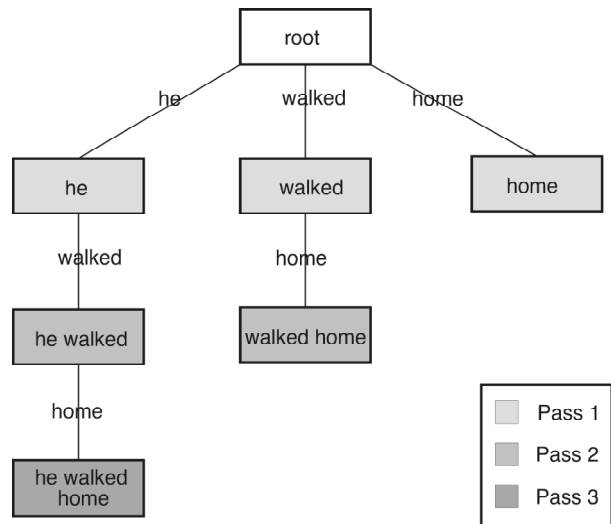 root
he
walked
home
he
walked
home
walked
home
he walked
walked home
home
he walked
home
Pass 1
Pass 2
Pass 3